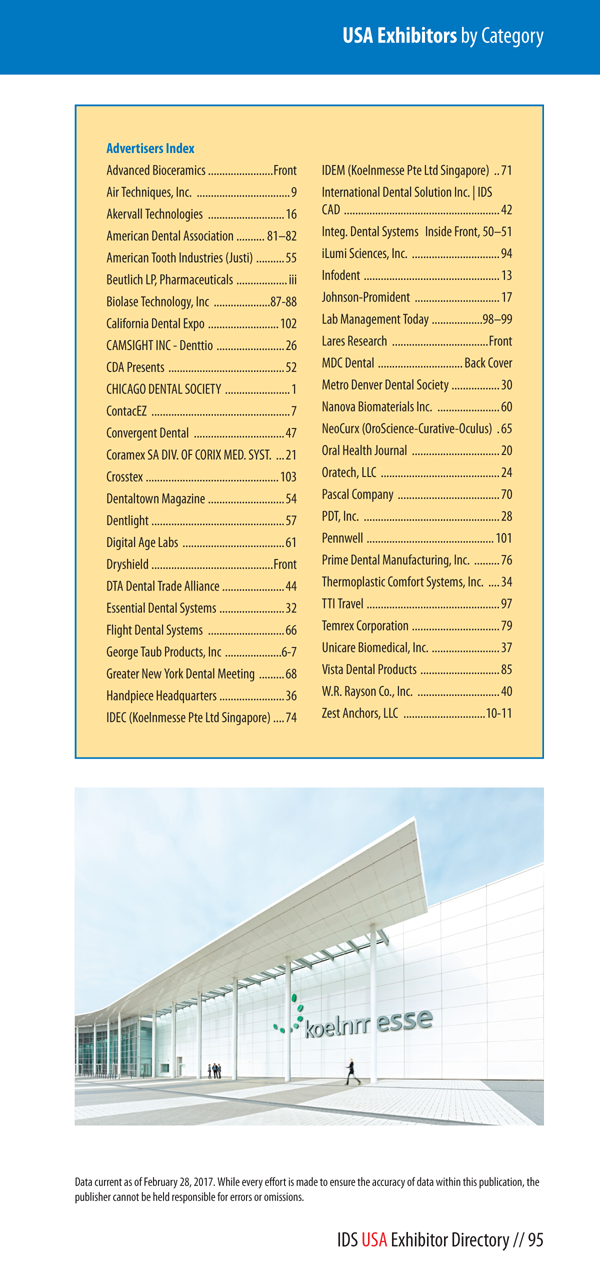 USA Exhibitors by Category
Advertisers Index
Advanced Bioceramics .......................Front
Air Techniques, Inc. .................................9
Akervall Technologies ...........................16
American Dental Association .......... 81–82
American Tooth Industries (Justi) ..........55
Beutlich LP, Pharmaceuticals ..................iii
Biolase Technology, Inc ....................87-88
California Dental Expo .........................102
CAMSIGHT INC - Denttio ........................26
CDA Presents .........................................52
CHICAGO DENTAL SOCIETY .......................1
ContacEZ .................................................7
Convergent Dental ................................47
Coramex SA DIV. OF CORIX MED. SYST. ...21
Crosstex ...............................................103
Dentaltown Magazine ...........................54
Dentlight ...............................................57
Digital Age Labs ....................................61
Dryshield ...........................................Front
DTA Dental Trade Alliance ......................44
Essential Dental Systems .......................32
Flight Dental Systems ...........................66
George Taub Products, Inc ....................6-7
Greater New York Dental Meeting .........68
Handpiece Headquarters .......................36
IDEC (Koelnmesse Pte Ltd Singapore) ....74
IDEM (Koelnmesse Pte Ltd Singapore) ..71
International Dental Solution Inc. | IDS
CAD .......................................................42
Integ. Dental Systems Inside Front, 50–51
iLumi Sciences, Inc. ...............................94
Infodent ................................................13
Johnson-Promident ..............................17
Lab Management Today ..................98–99
Lares Research ..................................Front
MDC Dental .............................. Back Cover
Metro Denver Dental Society .................30
Nanova Biomaterials Inc. ......................60
NeoCurx (OroScience-Curative-Oculus) .65
Oral Health Journal ...............................20
Oratech, LLC ..........................................24
Pascal Company ....................................70
PDT, Inc. ................................................28
Pennwell .............................................101
Prime Dental Manufacturing, Inc. .........76
Thermoplastic Comfort Systems, Inc. ....34
TTI Travel ...............................................97
Temrex Corporation ...............................79
Unicare Biomedical, Inc. ........................37
Vista Dental Products ............................85
W.R. Rayson Co., Inc. .............................40
Zest Anchors, LLC .............................10-11
koelnmesse
Data current as of February 28, 2017. While every effort is made to ensure the accuracy of data within this publication, the
publisher cannot be held responsible for errors or omissions.
IDS USA Exhibitor Directory // 95